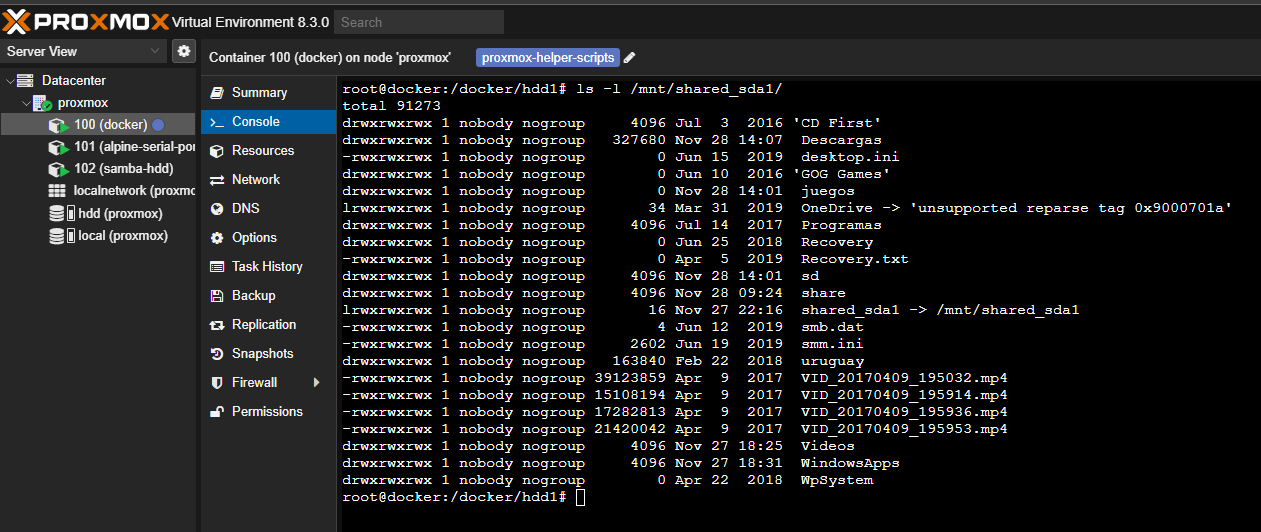 PROXMOX Virtual Environment 8.3.0 Search
Server View
Datacenter
proxmox
100 (docker)
101 (alpine-serial-por
102 (samba-hdd)
localnetwork (proxmo
hdd (proxmox)
local (proxmox)
Container 100 (docker) on node 'proxmox' proxmox-helper-scripts
Summary
Console
Resources
Network
DNS
Options
Task History
Backup
Replication
Snapshots
Firewall
Permissions
root@docker:/docker/hdd1# ls -l /mnt/shared_sda1/
total 91273
drwxrwxrwx 1 nobody nogroup 4096 Jul 3 2016 'CD First'
drwxrwxrwx 1 nobody nogroup 327680 Nov 28 14:07 Descargas
-rwxrwxrwx 1 nobody nogroup 0 Jun 15 2019 desktop.ini
drwxrwxrwx 1 nobody nogroup 0 Jun 10 2016 'GOG Games'
drwxrwxrwx 1 nobody nogroup 0 Nov 28 14:01 juegos
lrwxrwxrwx 1 nobody nogroup 34 Mar 31 2019 OneDrive -> 'unsupported reparse tag 0x9000701a'
drwxrwxrwx 1 nobody nogroup 4096 Jul 14 2017 Programas
drwxrwxrwx 1 nobody nogroup 0 Jun 25 2018 Recovery
-rwxrwxrwx 1 nobody nogroup 0 Apr 5 2019 Recovery.txt
drwxrwxrwx 1 nobody nogroup 4096 Nov 28 14:01 sd
drwxrwxrwx 1 nobody nogroup 4096 Nov 28 09:24 share
lrwxrwxrwx 1 nobody nogroup 16 Nov 27 22:16 shared_sda1 -> /mnt/shared_sda1
-rwxrwxrwx 1 nobody nogroup 4 Jun 12 2019 smb.dat
-rwxrwxrwx 1 nobody nogroup 2602 Jun 19 2019 smm.ini
drwxrwxrwx 1 nobody nogroup 163840 Feb 22 2018 uruguay
-rwxrwxrwx 1 nobody nogroup 39123859 Apr 9 2017 VID_20170409_195032.mp4
-rwxrwxrwx 1 nobody nogroup 15108194 Apr 9 2017 VID_20170409_195914.mp4
-rwxrwxrwx 1 nobody nogroup 17282813 Apr 9 2017 VID_20170409_195936.mp4
-rwxrwxrwx 1 nobody nogroup 21420042 Apr 9 2017 VID_20170409_195953.mp4
drwxrwxrwx 1 nobody nogroup 4096 Nov 27 18:25 Videos
drwxrwxrwx 1 nobody nogroup 4096 Nov 27 18:31 WindowsApps
drwxrwxrwx 1 nobody nogroup 0 Apr 22 2018 WpSystem
root@docker:/docker/hdd1#